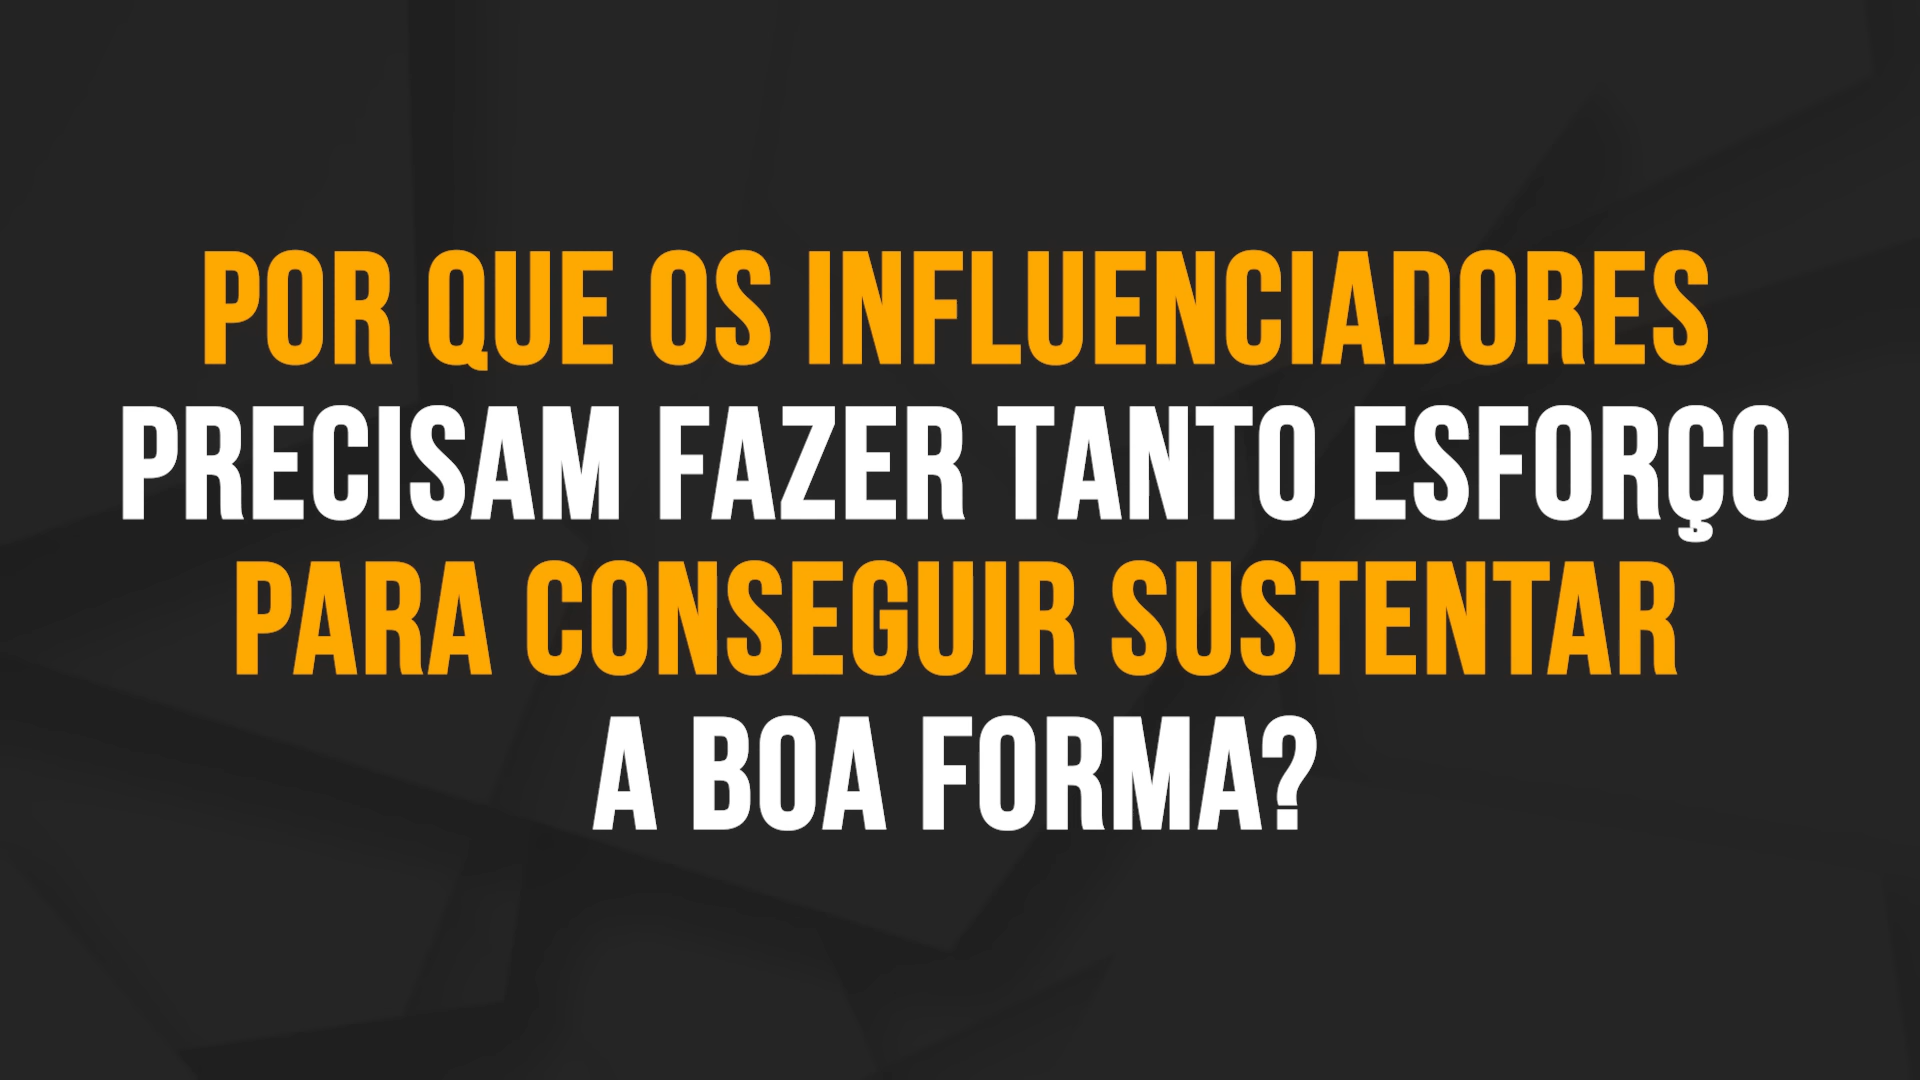 POR QUE OS INFLUENCIADORES
PRECISAM FAZER TANTO ESFORÇO
PARA CONSEGUIR SUSTENTAR
A BOA FORMA?